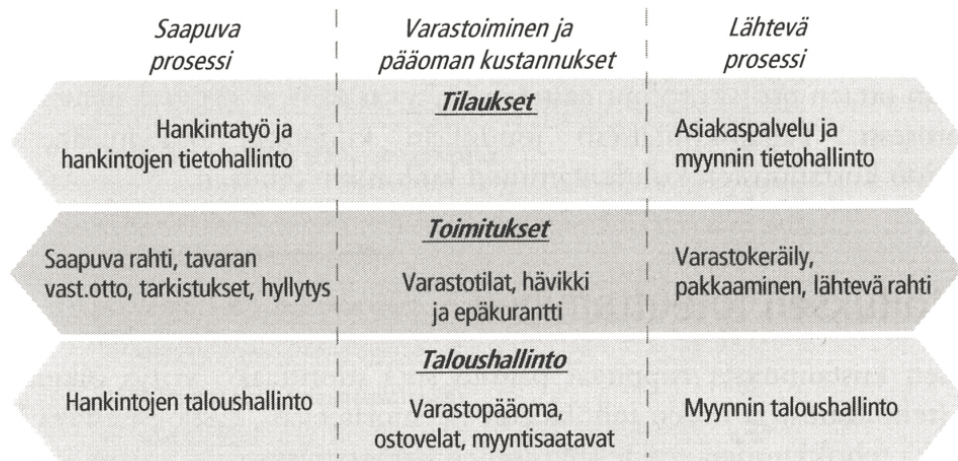 Saapuva
prosessi
Varastoiminen ja
pääoman kustannukset
Lähtevä
prosessi
Tilaukset
Hankintatyö ja
hankintojen tietohallinto
Asiakaspalvelu ja
myynnin tietohallinto
Toimitukset
Saapuva rahti, tavaran
vast.otto, tarkistukset, hyllytys
Varastotilat, hävikki
ja epäkurantti
Varastokeräily,
pakkaaminen, lähtevä rahti
Taloushallinto
Hankintojen taloushallinto
Varastopääoma,
ostovelat, myyntisaatavat
Myynnin taloushallinto